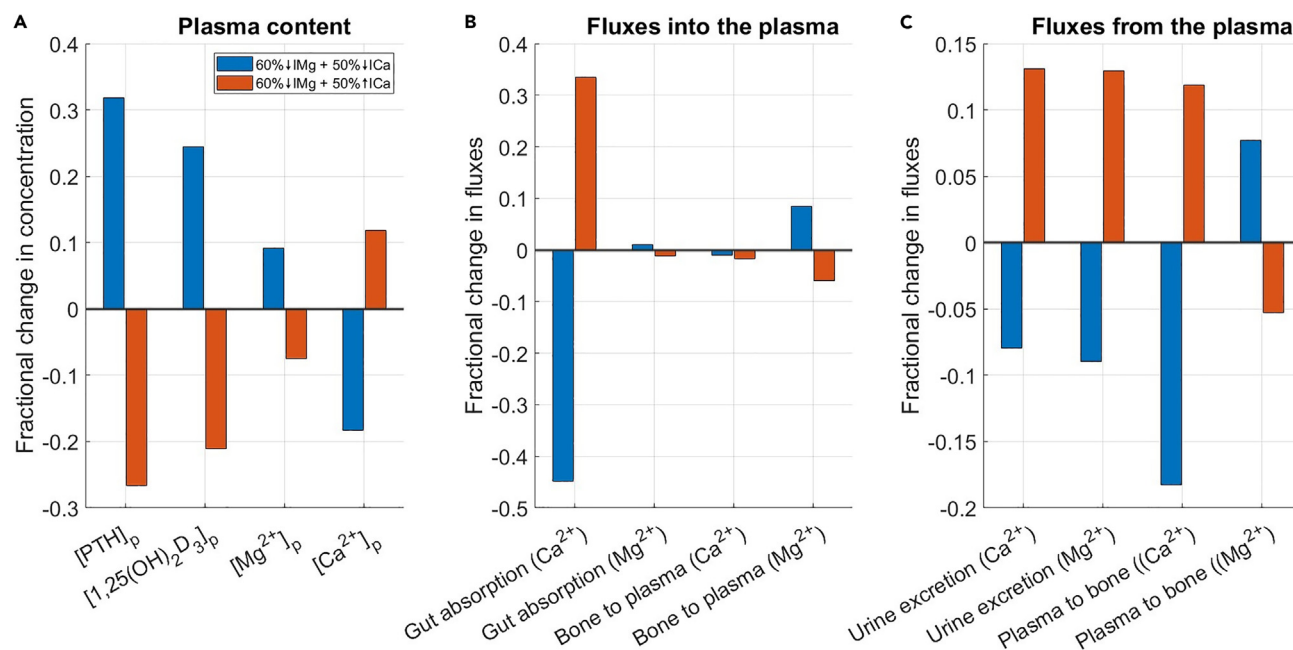 A
Plasma content
Fractional change in concentration
0.4
0.3
0.2
0.1
0
-0.1
-0.2
-0.3
60%↓IMg + 50%↓ICa
60%↓IMg + 50%↑ICa
[PTH]p
[1,25(OH)2D3]p
[Mg2+]p
[Ca2+]p
B
Fluxes into the plasma
Fractional change in fluxes
0.4
0.3
0.2
0.1
0
-0.1
-0.2
-0.3
-0.4
-0.5
Gut absorption (Ca2+)
Gut absorption (Mg2+)
Bone to plasma (Ca2+)
Bone to plasma (Mg2+)
C
Fluxes from the plasma
Fractional change in fluxes
0.15
0.1
0.05
0
-0.05
-0.1
-0.15
-0.2
Urine excretion (Ca2+)
Urine excretion (Mg2+)
Plasma to bone ((Ca2+)
Plasma to bone ((Mg2+)